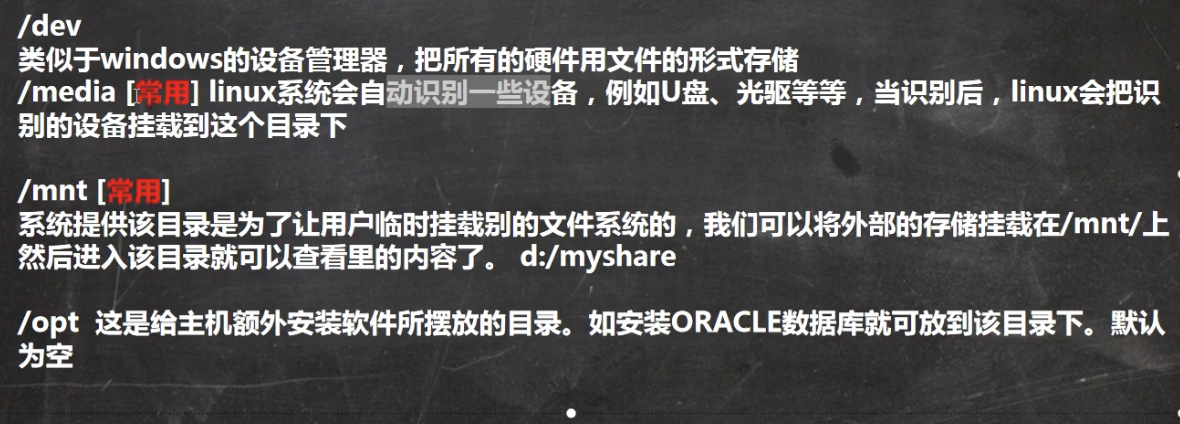 /dev
类似于windows的设备管理器，把所有的硬件用文件的形式存储
/media [常用] linux系统会自动识别一些设备，例如U盘、光驱等等，当识别后，linux会把识
别的设备挂载到这个目录下
/mnt [常用]
系统提供该目录是为了让用户临时挂载别的文件系统的，我们可以将外部的存储挂载在/mnt/上
然后进入该目录就可以查看里的内容了。 d:/myshare
/opt 这是给主机额外安装软件所摆放的目录。如安装ORACLE数据库就可放到该目录下。默认
为空